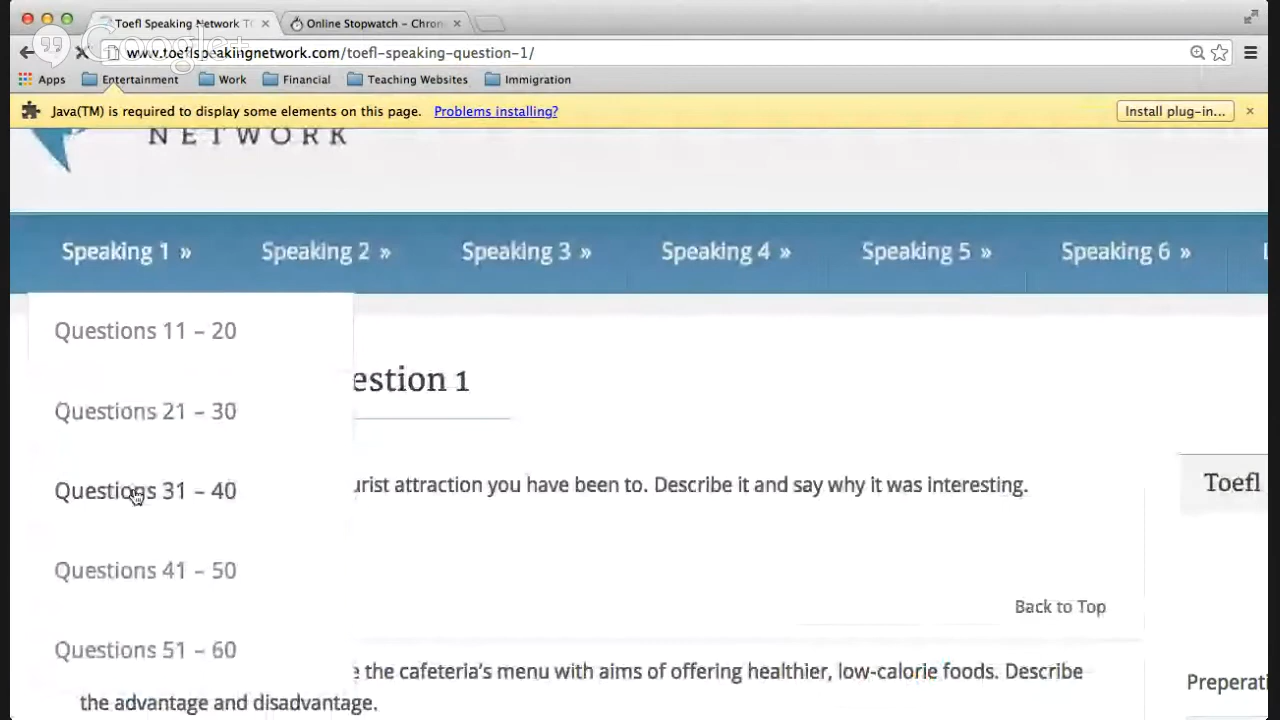 Toefl Speaking Network T
Online Stopwatch – Chron
Google+
www.toeflspeakingnetwork.com/toefl-speaking-question-1/
Apps Entertainment Work Financial Teaching Websites Immigration
Java(TM) is required to display some elements on this page. Problems installing? Install plug-in...
NETWORK
Speaking 1 » Speaking 2 » Speaking 3 » Speaking 4 » Speaking 5 » Speaking 6 »
Questions 11 – 20
estion 1
Questions 21 – 30
Questions 31 – 40
urist attraction you have been to. Describe it and say why it was interesting.
Toefl
Questions 41 – 50
Back to Top
Questions 51 – 60
e the cafeteria's menu with aims of offering healthier, low-calorie foods. Describe
the advantage and disadvantage.
Preperati